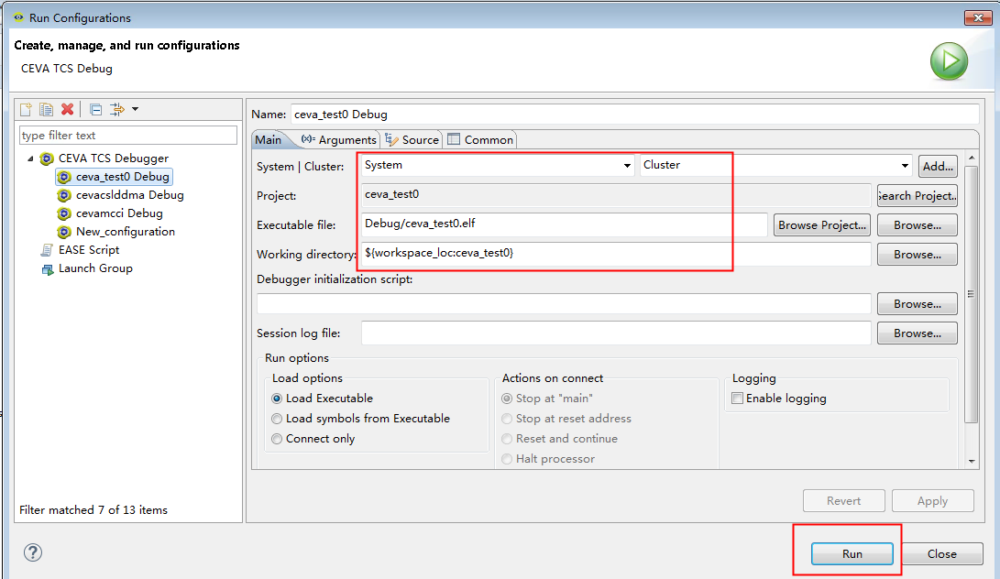 Run Configurations
Create, manage, and run configurations
CEVA TCS Debug
type filter text
CEVA TCS Debugger
ceva_test0 Debug
cevacslddma Debug
cevamcci Debug
New_configuration
EASE Script
Launch Group
Filter matched 7 of 13 items
Name: ceva_test0 Debug
Main (x)= Arguments Source Common
System | Cluster: System Cluster Add...
Project: ceva_test0 Search Project..
Executable file: Debug/ceva_test0.elf Browse Project... Browse...
Working directory: ${workspace_loc:ceva_test0} Browse...
Debugger initialization script:
Browse...
Session log file: Browse...
Run options
Load options Actions on connect Logging
Load Executable Stop at "main" Enable logging
Load symbols from Executable Stop at reset address
Connect only Reset and continue
Halt processor
Revert Apply
? Run Close